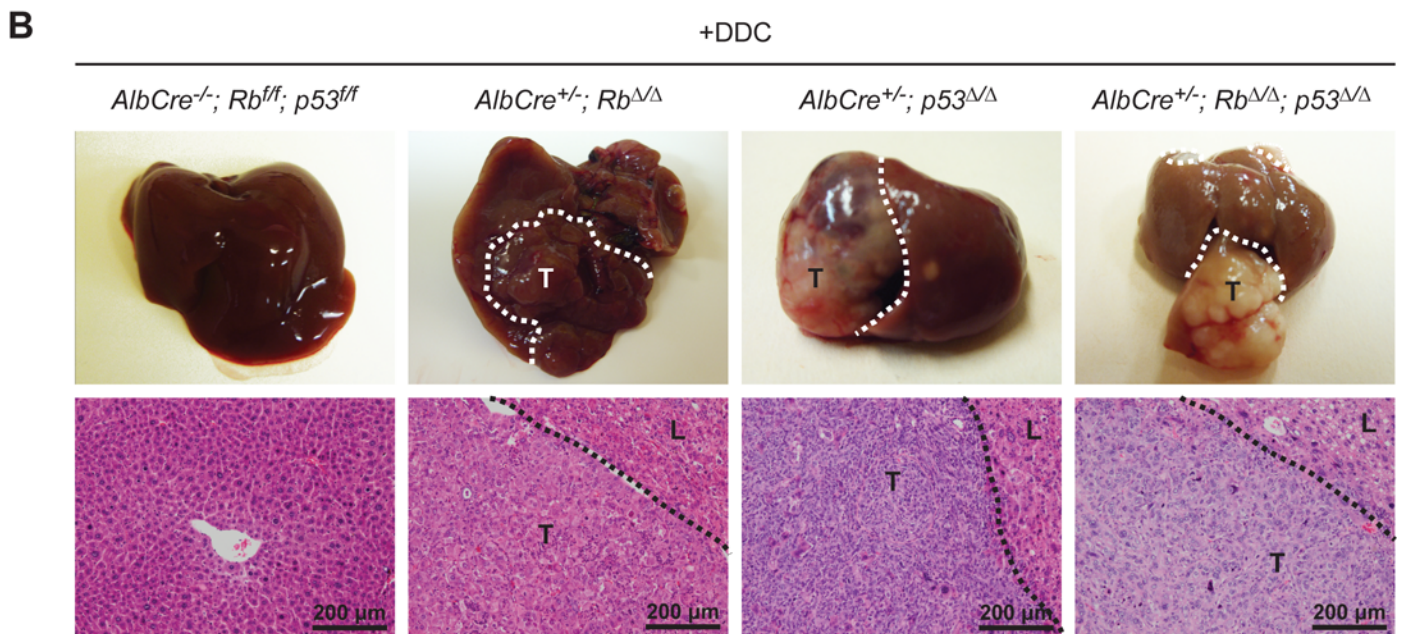 B
+DDC
AlbCre-/-; Rbf/f; p53f/f AlbCre+/-; RbΔ/Δ AlbCre+/-; p53Δ/Δ AlbCre+/-; RbΔ/Δ; p53Δ/Δ
T T T
L L L
T T T
200 µm 200 µm 200 µm 200 µm